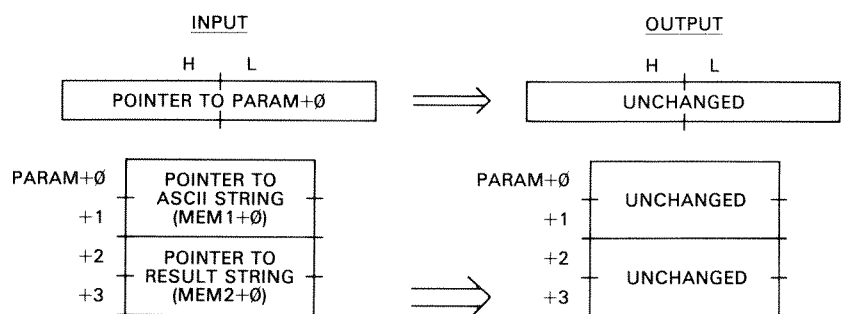 INPUT
OUTPUT
H L
H L
POINTER TO PARAM+Ø
UNCHANGED
PARAM+Ø
+1
+2
+3
POINTER TO
ASCII STRING
(MEM1+Ø)
POINTER TO
RESULT STRING
(MEM2+Ø)
PARAM+Ø
+1
+2
+3
UNCHANGED
UNCHANGED